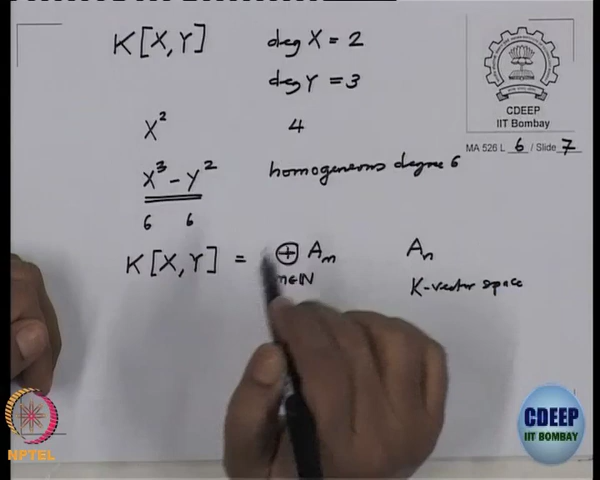 K[X,Y] deg X = 2
deg Y = 3
X² 4
X³ - Y² homogeneous degree 6
6 6
K[X,Y] = ⊕ Aₘ Aₙ
∈ℕ K-vector space
CDEEP
IIT Bombay
MA 526 L 6 / Slide 7
NPTEL
CDEEP
IIT BOMBAY